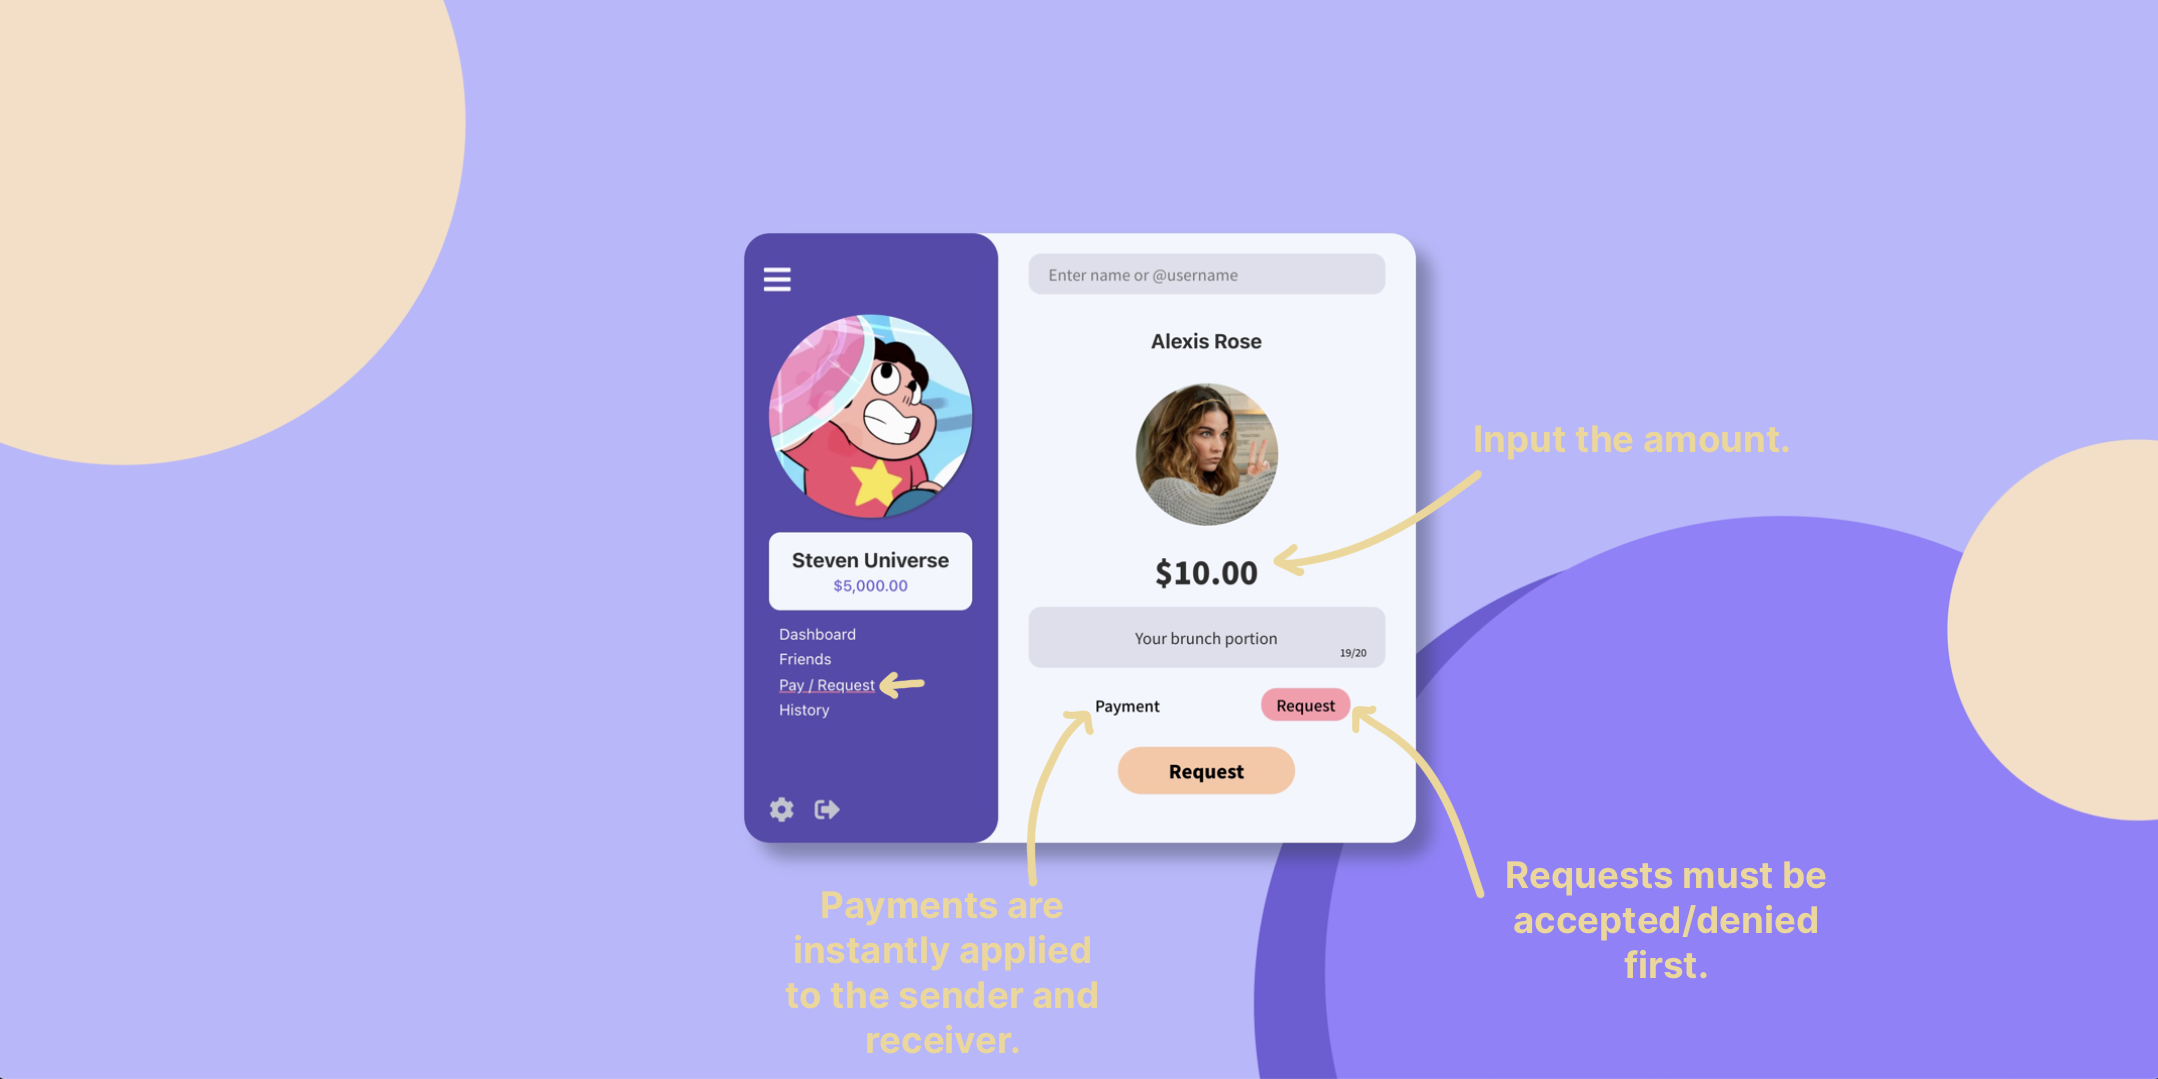 Enter name or @username
Alexis Rose
Input the amount.
$10.00
Steven Universe
$5,000.00
Your brunch portion
19/20
Dashboard
Friends
Pay / Request
History
Payment
Request
Request
Payments are
instantly applied
to the sender and
receiver.
Requests must be
accepted/denied
first.